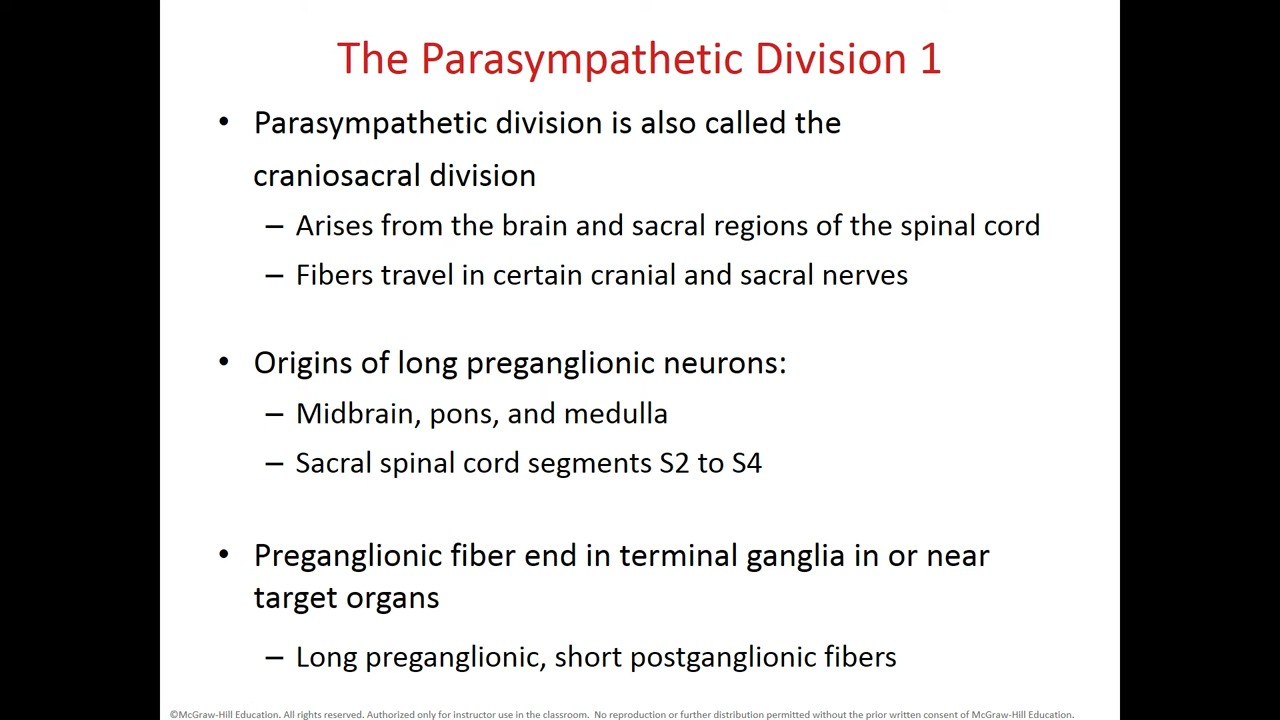 The Parasympathetic Division 1
• Parasympathetic division is also called the
craniosacral division
– Arises from the brain and sacral regions of the spinal cord
– Fibers travel in certain cranial and sacral nerves
• Origins of long preganglionic neurons:
– Midbrain, pons, and medulla
– Sacral spinal cord segments S2 to S4
• Preganglionic fiber end in terminal ganglia in or near
target organs
– Long preganglionic, short postganglionic fibers
©McGraw-Hill Education. All rights reserved. Authorized only for instructor use in the classroom. No reproduction or further distribution permitted without the prior written consent of McGraw-Hill Education.